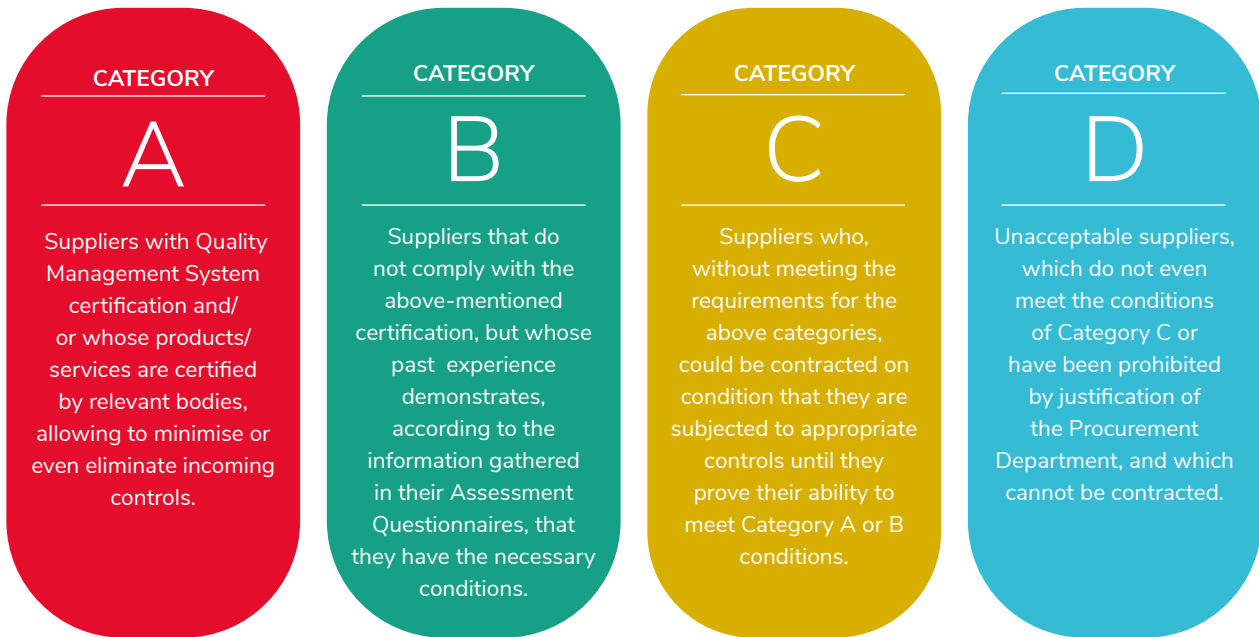 CATEGORY
A
Suppliers with Quality
Management System
certification and/
or whose products/
services are certified
by relevant bodies,
allowing to minimise or
even eliminate incoming
controls.
CATEGORY
B
Suppliers that do
not comply with the
above-mentioned
certification, but whose
past experience
demonstrates,
according to the
information gathered
in their Assessment
Questionnaires, that
they have the necessary
conditions.
CATEGORY
C
Suppliers who,
without meeting the
requirements for the
above categories,
could be contracted on
condition that they are
subjected to appropriate
controls until they
prove their ability to
meet Category A or B
conditions.
CATEGORY
D
Unacceptable suppliers,
which do not even
meet the conditions
of Category C or
have been prohibited
by justification of
the Procurement
Department, and which
cannot be contracted.